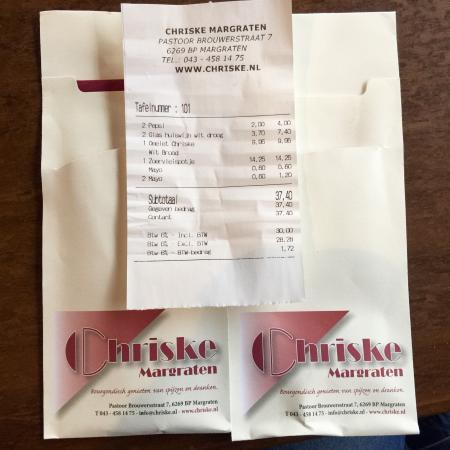 CHRISKE MARGRATEN
PASTOOR BROUWERSTRAAT 7
6269 BP MARGRATEN
TEL.: 043 - 458 14 75
WWW.CHRISKE.NL
Tafelnummer : 101
2 Pepsi 2,00 4,00
2 Glas huiswijn wit droog 3,70 7,40
1 Omelet Chriske 8,95 8,95
Wit Brood
1 Zoervleispotje 14,25 14,25
Mayo 0,60 0,60
2 Mayo 0,60 1,20
Subtotaal 37,40
Gegeven bedrag 37,40
Contant 37,40
Btw 6% - Incl. BTW 30,00
Btw 6% - Excl. BTW 28,28
Btw 6% - BTW-bedrag 1,72
Chriske
Margraten
Bourgondisch genieten van spijzen en dranken.
Pastoor Brouwersstraat 7, 6269 BP Margraten
T 043 - 458 14 75 - info@chriske.nl - www.chriske.nl
Chriske
Margraten
Bourgondisch genieten van spijzen en dranken.
Pastoor Brouwersstraat 7, 6269 BP Margraten
T 043 - 458 14 75 - info@chriske.nl - www.chriske.nl